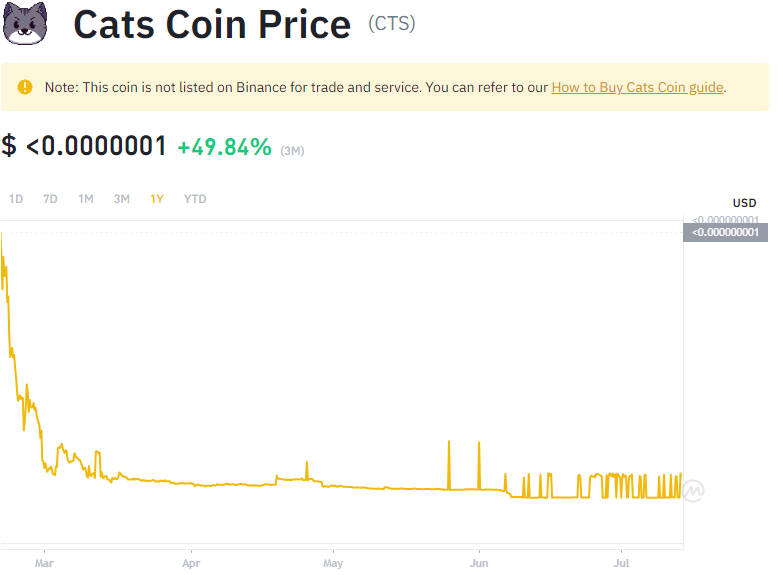 Cats Coin Price (CTS)
Note: This coin is not listed on Binance for trade and service. You can refer to our How to Buy Cats Coin guide.
$ <0.0000001 +49.84% (3M)
1D 7D 1M 3M 1Y YTD
USD
<0.000000001
<0.000000001
Mar Apr May Jun Jul